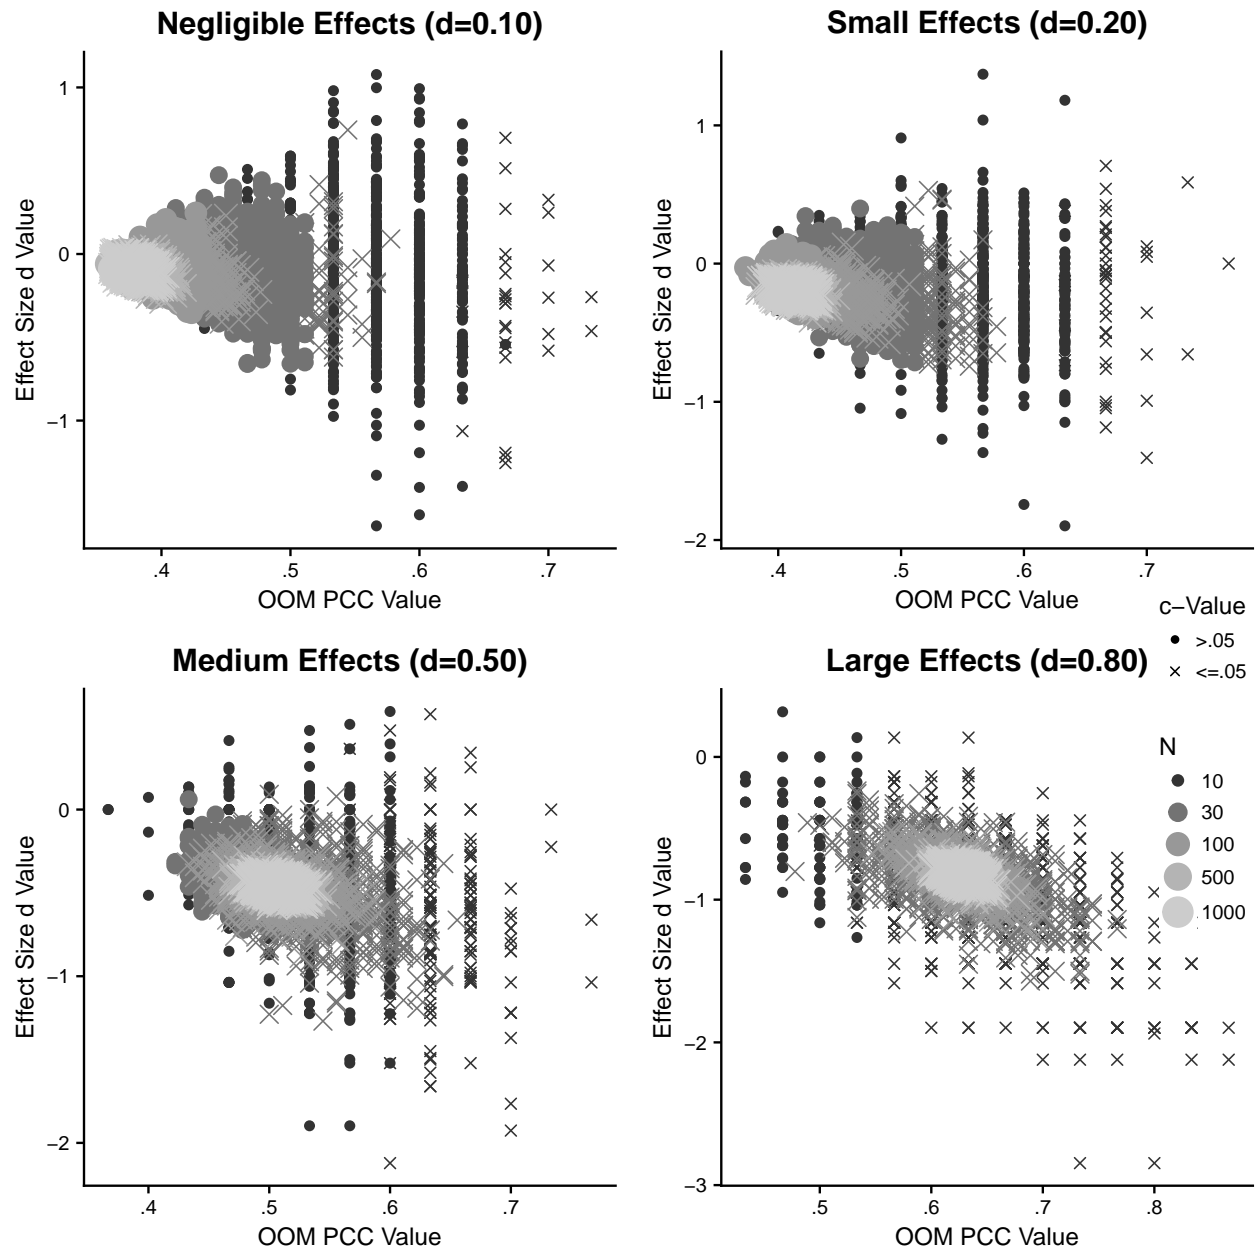 Negligible Effects (d=0.10)
1
0
−1
Effect Size d Value
.4
.5
.6
.7
OOM PCC Value
Small Effects (d=0.20)
1
0
−1
−2
Effect Size d Value
.4
.5
.6
.7
OOM PCC Value
c−Value
>.05
<=.05
Medium Effects (d=0.50)
0
−1
−2
Effect Size d Value
.4
.5
.6
.7
OOM PCC Value
Large Effects (d=0.80)
0
−1
−2
−3
Effect Size d Value
.5
.6
.7
.8
OOM PCC Value
N
10
30
100
500
1000